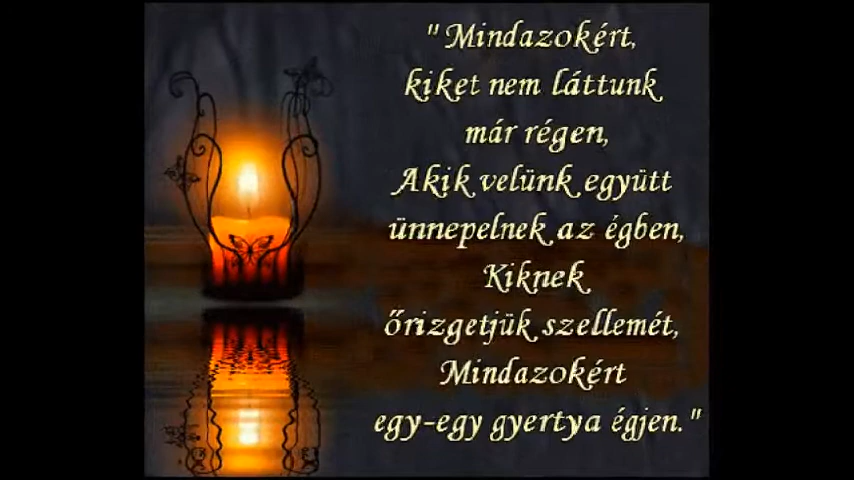 "Mindazokért,
kiket nem láttunk
már régen,
Akik velünk együtt
ünnepelnek az égben,
Kiknek
őrizgetjük szellemét,
Mindazokért
egy-egy gyertya égjen."